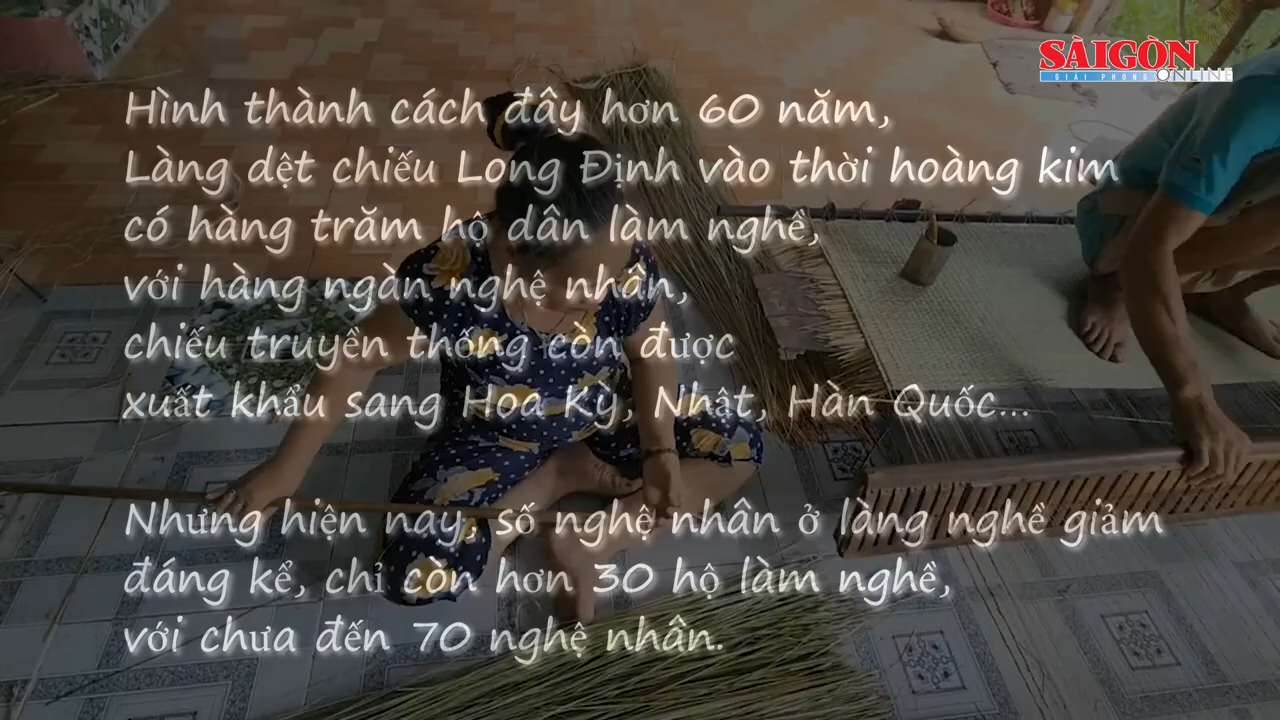 SÀIGÒN
GIẢI PHÓNG ONLINE
Hình thành cách đây hơn 60 năm,
Làng dệt chiếu Long Định vào thời hoàng kim
có hàng trăm hộ dân làm nghề,
với hàng ngàn nghệ nhân,
chiếu truyền thống còn được
xuất khẩu sang Hoa Kỳ, Nhật, Hàn Quốc...
Nhưng hiện nay, số nghệ nhân ở làng nghề giảm
đáng kể, chỉ còn hơn 30 hộ làm nghề,
với chưa đến 70 nghệ nhân.